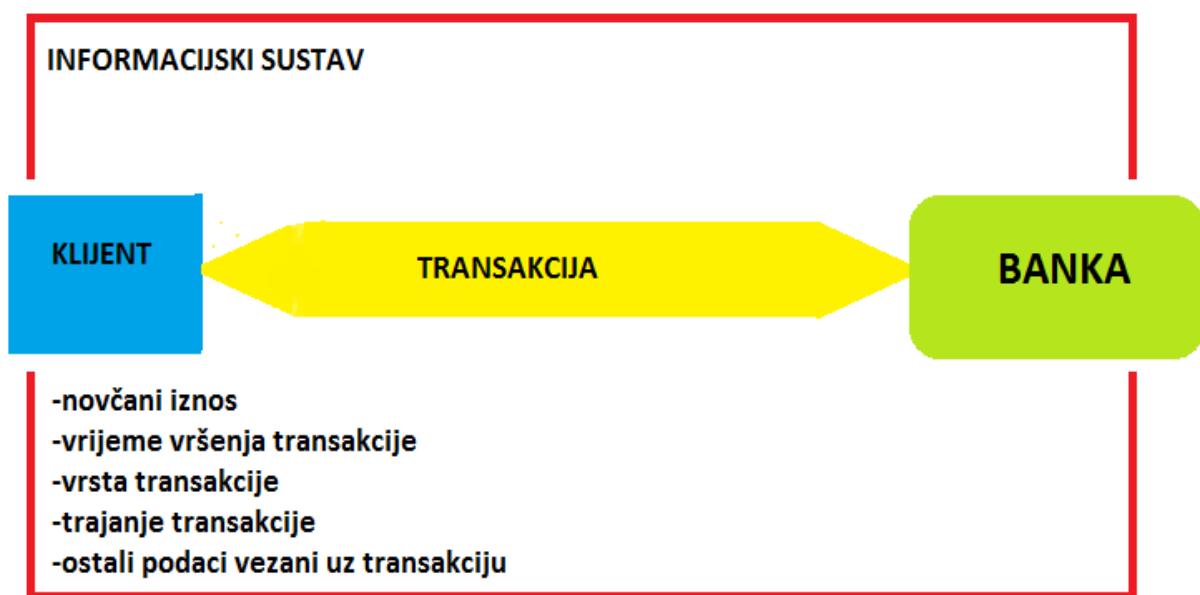 INFORMACIJSKI SUSTAV
KLIJENT
TRANSAKCIJA
BANKA
-novčani iznos
-vrijeme vršenja transakcije
-vrsta transakcije
-trajanje transakcije
-ostali podaci vezani uz transakciju